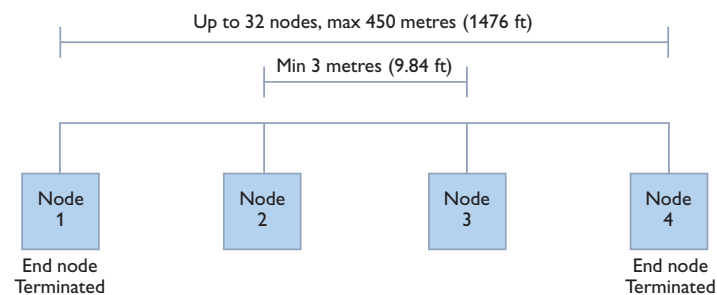 Up to 32 nodes, max 450 metres (1476 ft)
Min 3 metres (9.84 ft)
Node
1
Node
2
Node
3
Node
4
End node
Terminated
End node
Terminated